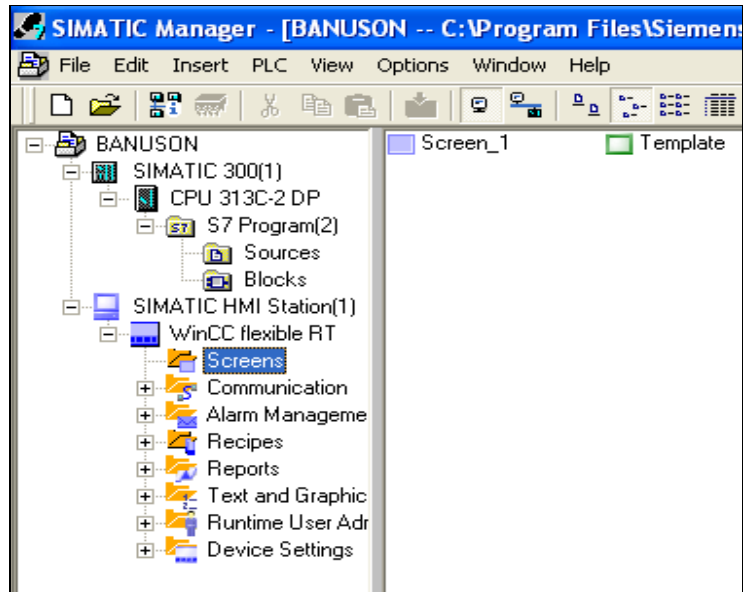 SIMATIC Manager - [BANUSON -- C:\Program Files\Siemens
File Edit Insert PLC View Options Window Help
BANUSON
SIMATIC 300(1)
CPU 313C-2 DP
S7 Program(2)
Sources
Blocks
SIMATIC HMI Station(1)
WinCC flexible RT
Screens
Communication
Alarm Manageme
Recipes
Reports
Text and Graphic
Runtime User Adr
Device Settings
Screen_1 Template